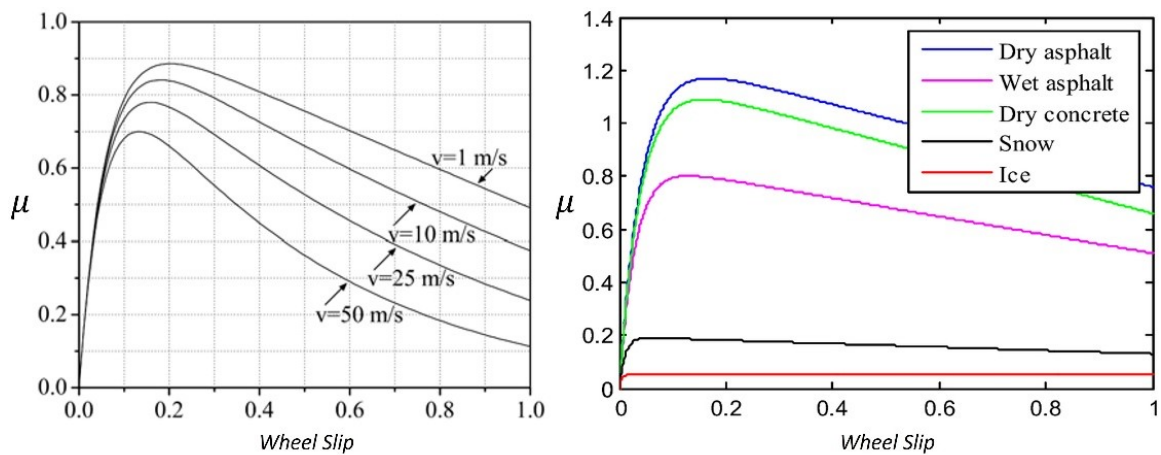 1.0
0.8
0.6
0.4
0.2
0.0
μ
v=1 m/s
v=10 m/s
v=25 m/s
v=50 m/s
0.0 0.2 0.4 0.6 0.8 1.0
Wheel Slip
1.4
1.2
1
0.8
0.6
0.4
0.2
0
μ
Dry asphalt
Wet asphalt
Dry concrete
Snow
Ice
0 0.2 0.4 0.6 0.8 1
Wheel Slip